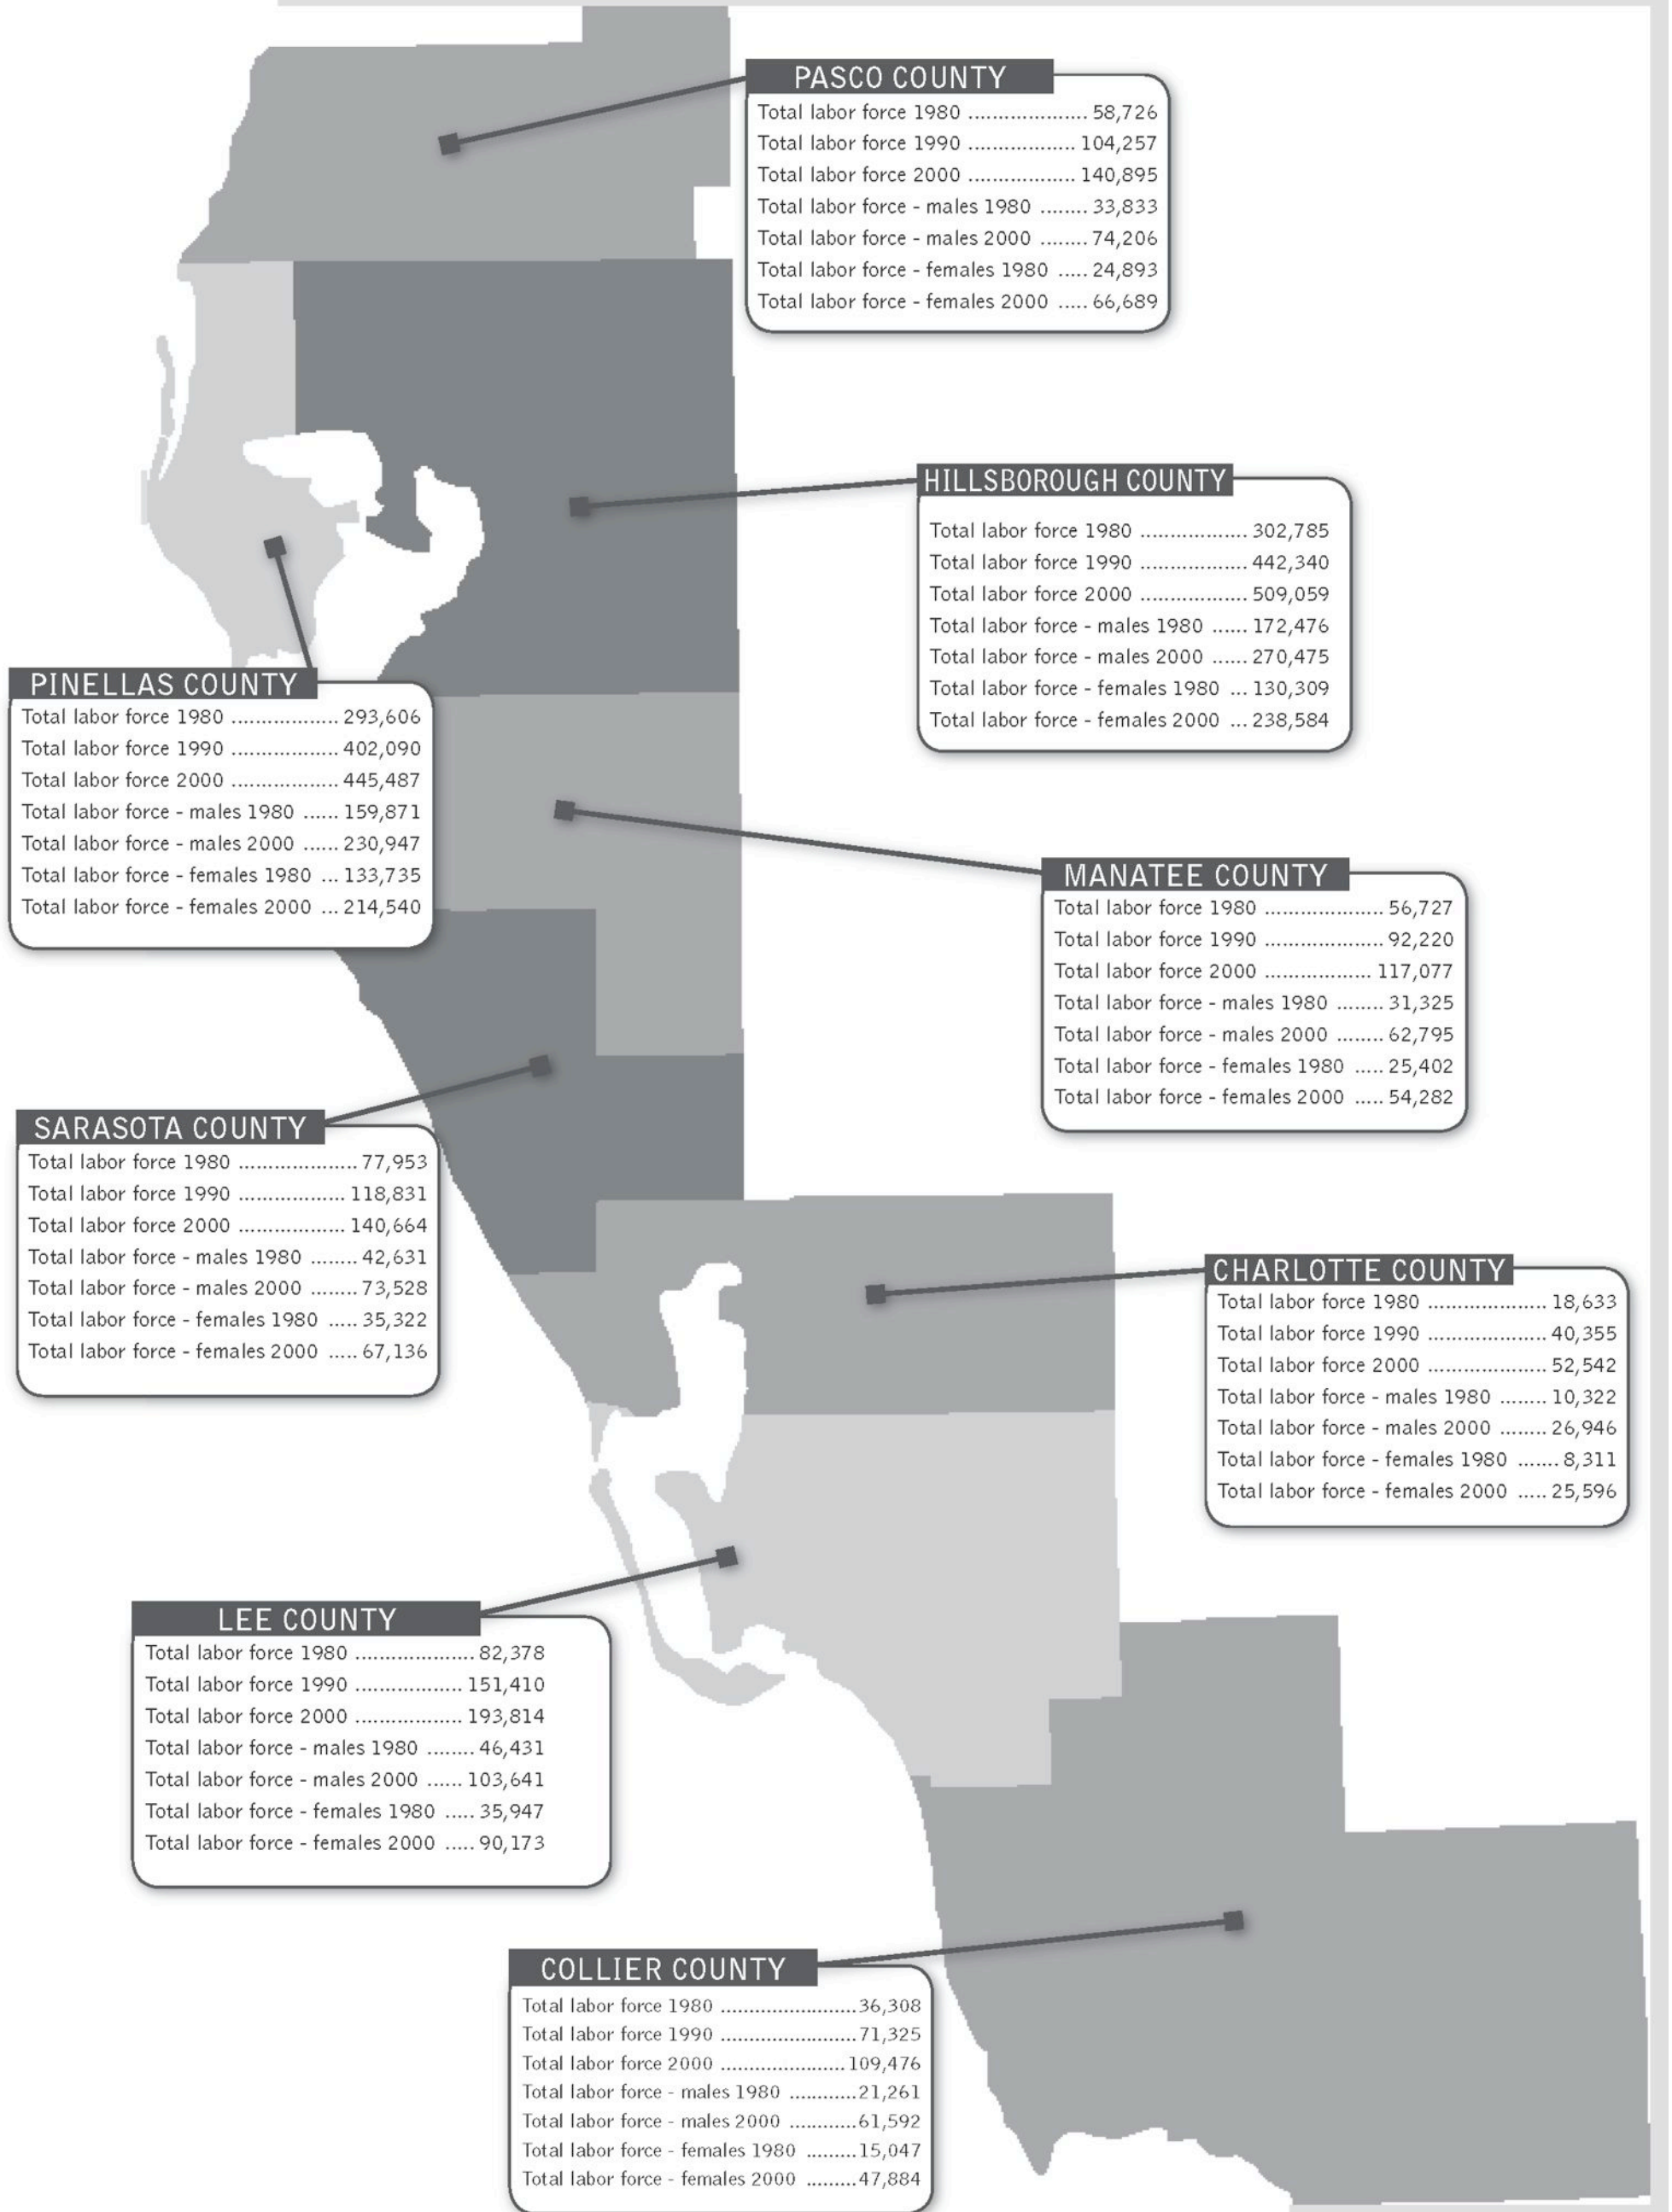 PASCO COUNTY
Total labor force 1980 .................... 58,726
Total labor force 1990 .................. 104,257
Total labor force 2000 .................. 140,895
Total labor force - males 1980 ........ 33,833
Total labor force - males 2000 ........ 74,206
Total labor force - females 1980 ..... 24,893
Total labor force - females 2000 ..... 66,689
HILLSBOROUGH COUNTY
Total labor force 1980 .................. 302,785
Total labor force 1990 .................. 442,340
Total labor force 2000 .................. 509,059
Total labor force - males 1980 ...... 172,476
Total labor force - males 2000 ...... 270,475
Total labor force - females 1980 ... 130,309
Total labor force - females 2000 ... 238,584
PINELLAS COUNTY
Total labor force 1980 .................. 293,606
Total labor force 1990 .................. 402,090
Total labor force 2000 .................. 445,487
Total labor force - males 1980 ...... 159,871
Total labor force - males 2000 ...... 230,947
Total labor force - females 1980 ... 133,735
Total labor force - females 2000 ... 214,540
MANATEE COUNTY
Total labor force 1980 .................... 56,727
Total labor force 1990 .................... 92,220
Total labor force 2000 .................. 117,077
Total labor force - males 1980 ........ 31,325
Total labor force - males 2000 ........ 62,795
Total labor force - females 1980 ..... 25,402
Total labor force - females 2000 ..... 54,282
SARASOTA COUNTY
Total labor force 1980 .................... 77,953
Total labor force 1990 .................. 118,831
Total labor force 2000 .................. 140,664
Total labor force - males 1980 ........ 42,631
Total labor force - males 2000 ........ 73,528
Total labor force - females 1980 ..... 35,322
Total labor force - females 2000 ..... 67,136
CHARLOTTE COUNTY
Total labor force 1980 .................... 18,633
Total labor force 1990 .................... 40,355
Total labor force 2000 .................... 52,542
Total labor force - males 1980 ........ 10,322
Total labor force - males 2000 ........ 26,946
Total labor force - females 1980 ....... 8,311
Total labor force - females 2000 ..... 25,596
LEE COUNTY
Total labor force 1980 .................... 82,378
Total labor force 1990 .................. 151,410
Total labor force 2000 .................. 193,814
Total labor force - males 1980 ........ 46,431
Total labor force - males 2000 ...... 103,641
Total labor force - females 1980 ..... 35,947
Total labor force - females 2000 ..... 90,173
COLLIER COUNTY
Total labor force 1980 ........................36,308
Total labor force 1990 ........................71,325
Total labor force 2000 ......................109,476
Total labor force - males 1980 ............21,261
Total labor force - males 2000 ............61,592
Total labor force - females 1980 .........15,047
Total labor force - females 2000 .........47,884